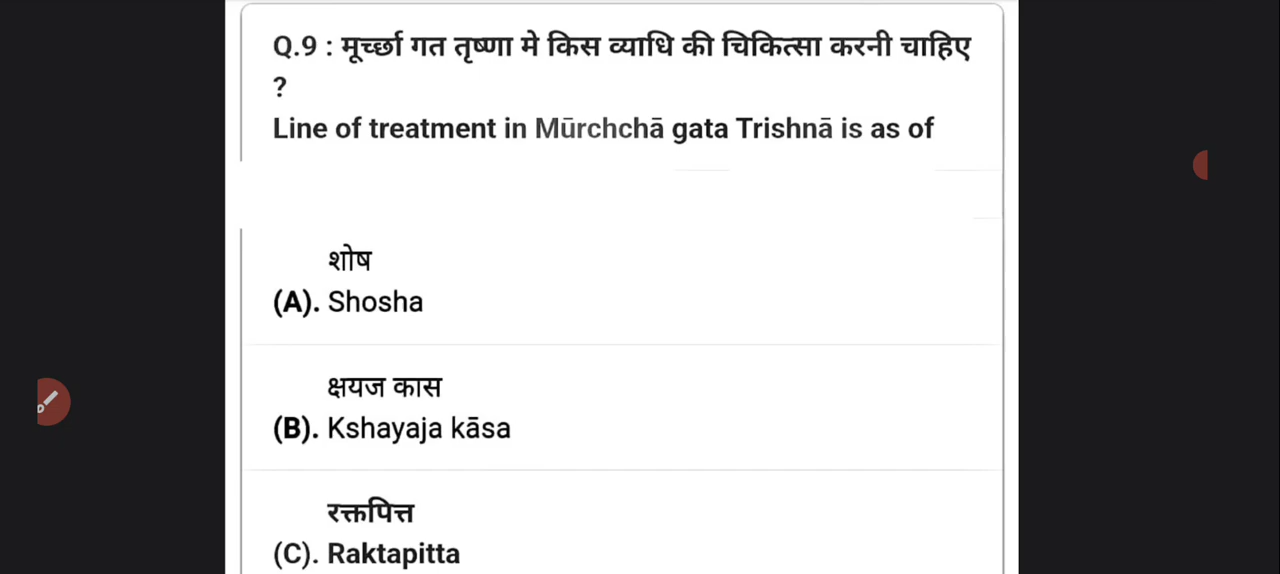 Q.9 : मूर्च्छा गत तृष्णा मे किस व्याधि की चिकित्सा करनी चाहिए
?
Line of treatment in Mūrchchā gata Trishnā is as of
शोष
(A). Shosha
क्षयज कास
(B). Kshayaja kāsa
रक्तपित्त
(C). Raktapitta